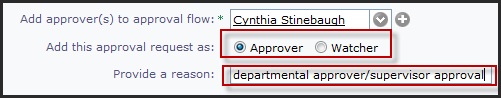 Add approver(s) to approval flow: * Cynthia Stinebaugh
Add this approval request as: Approver Watcher
Provide a reason: departmental approver/supervisor approval